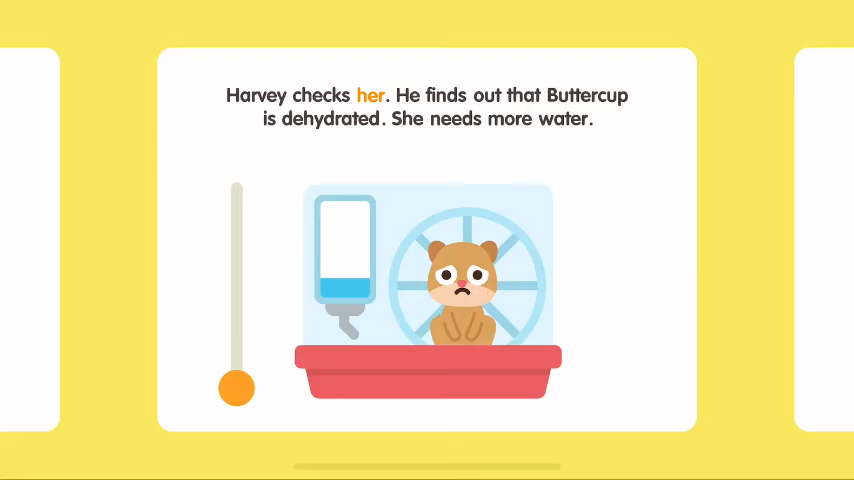 Harvey checks her. He finds out that Buttercup
is dehydrated. She needs more water.